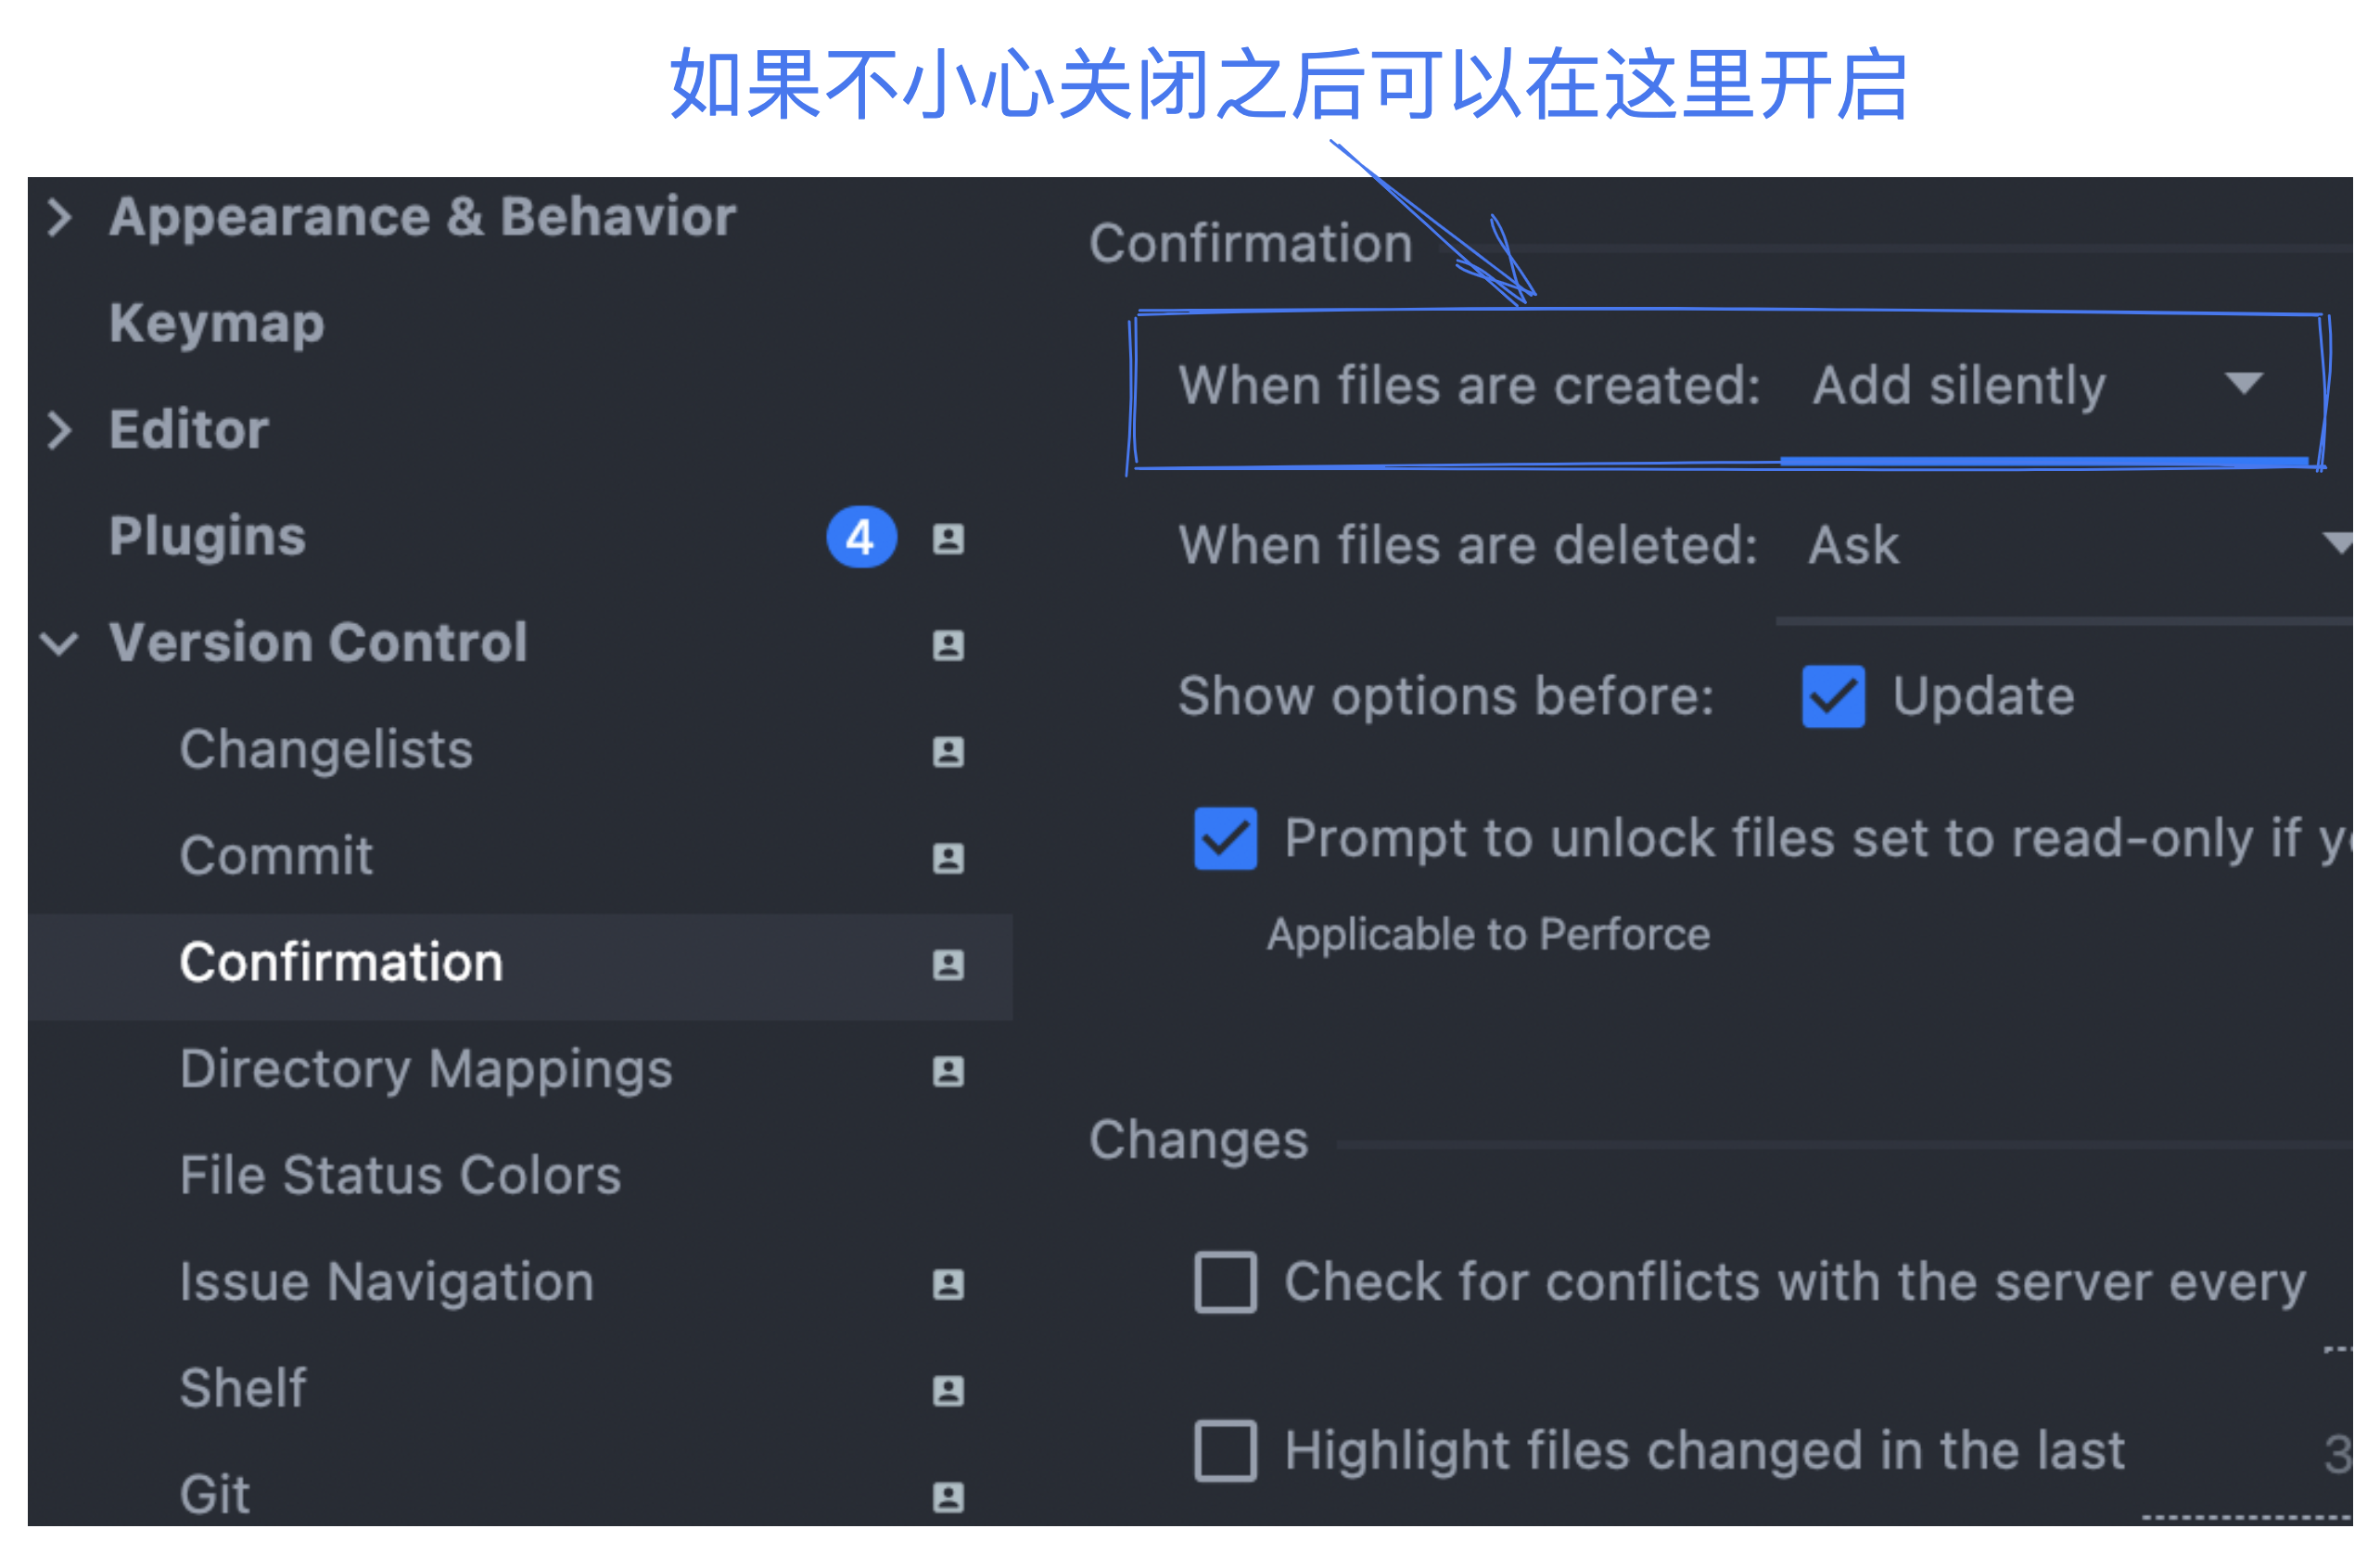 如果不小心关闭之后可以在这里开启
Appearance & Behavior
Keymap
Editor
Plugins 4
Version Control
Changelists
Commit
Confirmation
Directory Mappings
File Status Colors
Issue Navigation
Shelf
Git
Confirmation
When files are created: Add silently
When files are deleted: Ask
Show options before: Update
Prompt to unlock files set to read-only if
Applicable to Perforce
Changes
Check for conflicts with the server every
Highlight files changed in the last 3